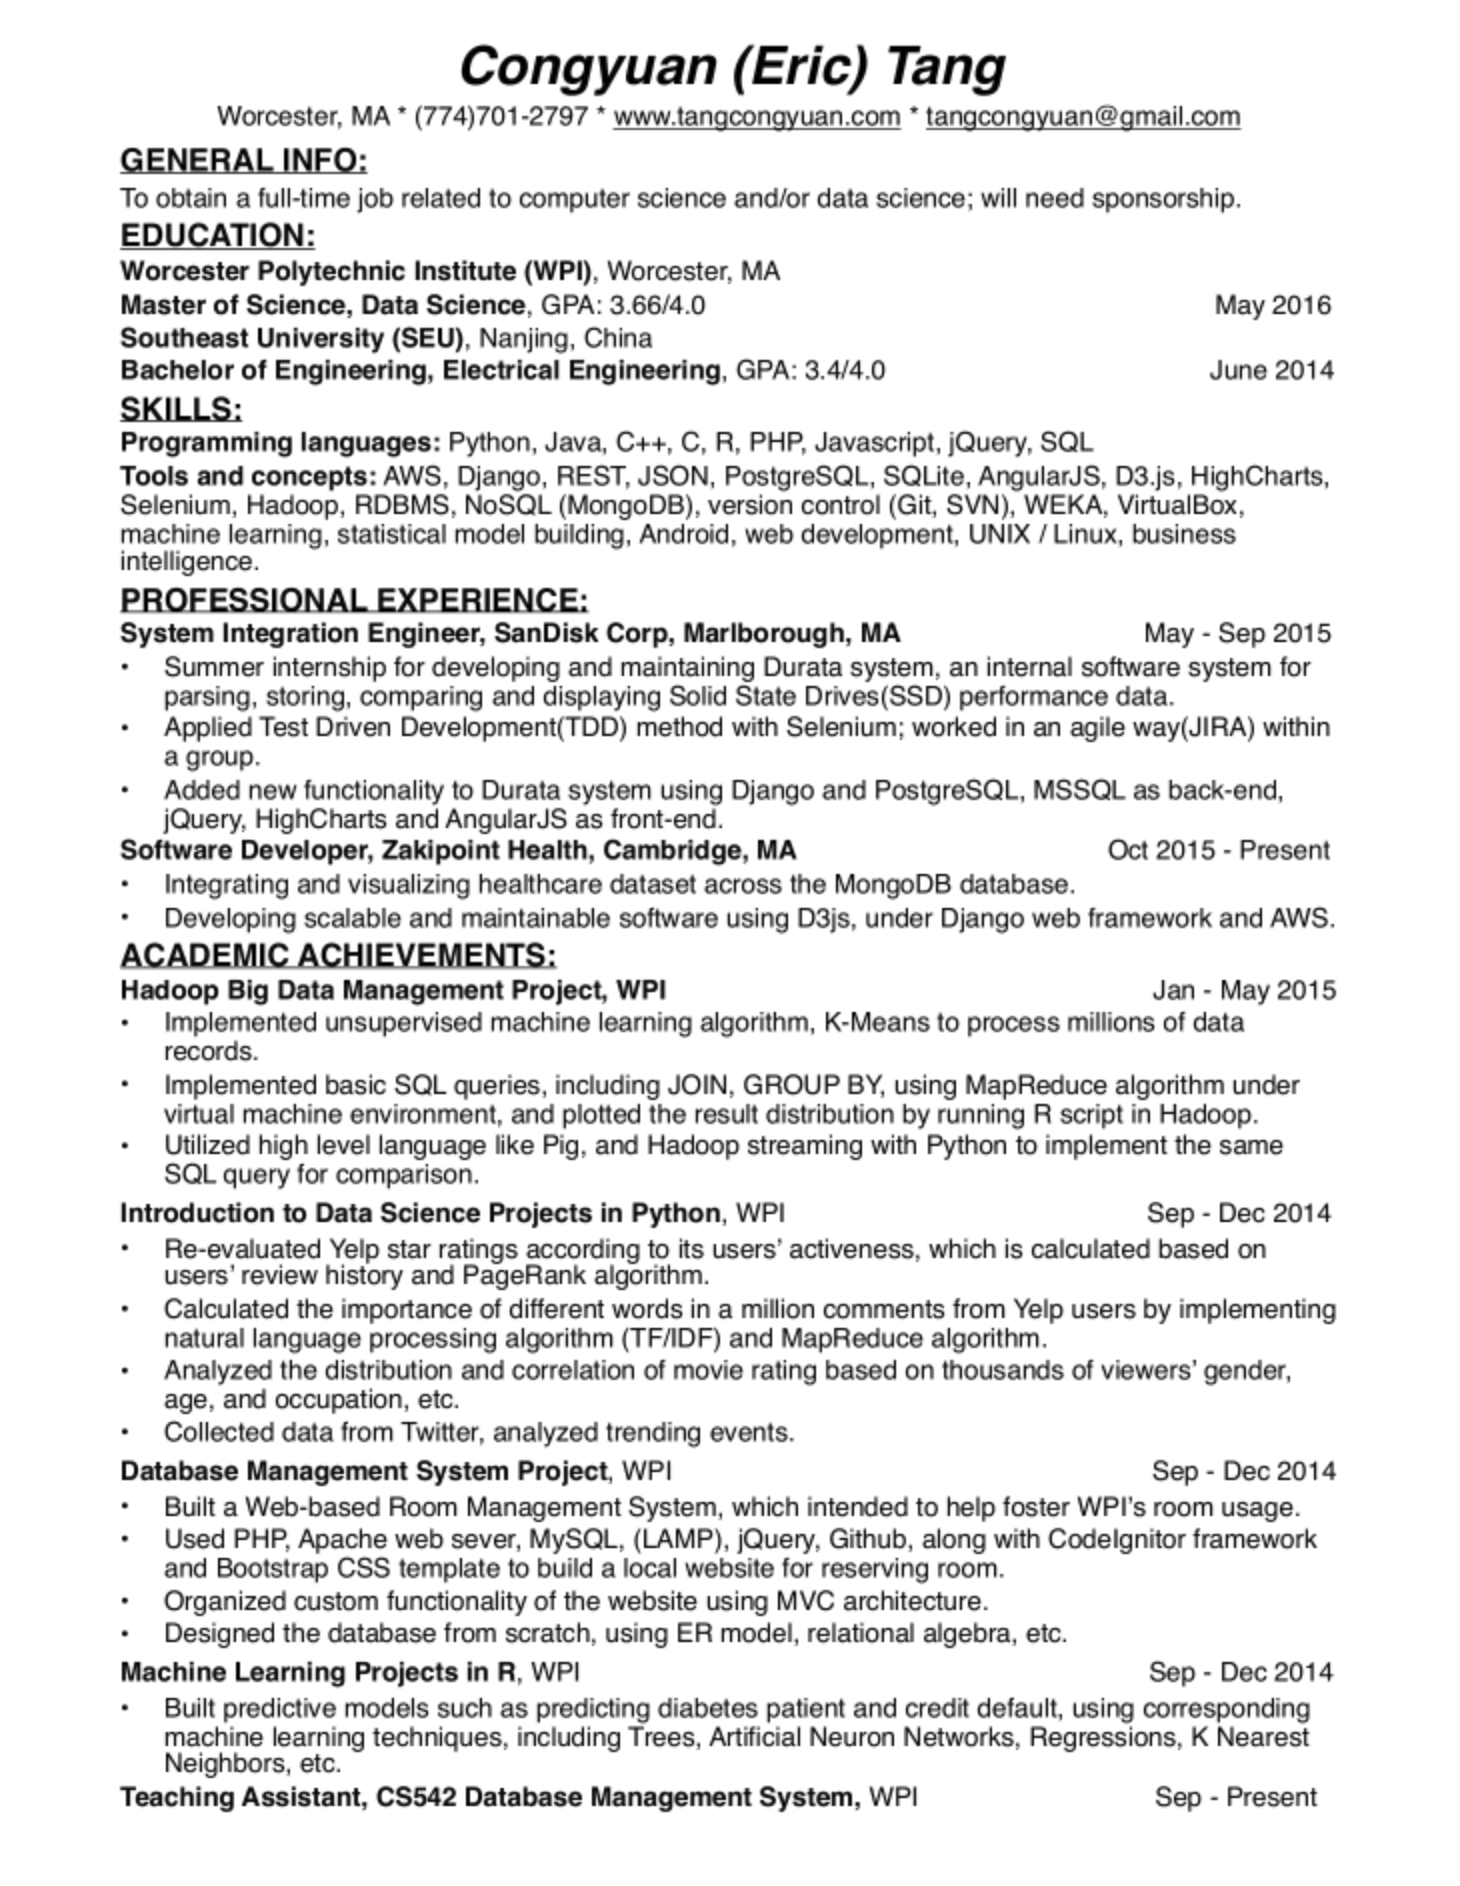 Congyuan (Eric) Tang
Worcester, MA * (774)701-2797 * www.tangcongyuan.com * tangcongyuan@gmail.com
GENERAL INFO:
To obtain a full-time job related to computer science and/or data science; will need sponsorship.
EDUCATION:
Worcester Polytechnic Institute (WPI), Worcester, MA
Master of Science, Data Science, GPA: 3.66/4.0 May 2016
Southeast University (SEU), Nanjing, China
Bachelor of Engineering, Electrical Engineering, GPA: 3.4/4.0 June 2014
SKILLS:
Programming languages: Python, Java, C++, C, R, PHP, Javascript, jQuery, SQL
Tools and concepts: AWS, Django, REST, JSON, PostgreSQL, SQLite, AngularJS, D3.js, HighCharts,
Selenium, Hadoop, RDBMS, NoSQL (MongoDB), version control (Git, SVN), WEKA, VirtualBox,
machine learning, statistical model building, Android, web development, UNIX / Linux, business
intelligence.
PROFESSIONAL EXPERIENCE:
System Integration Engineer, SanDisk Corp, Marlborough, MA May - Sep 2015
• Summer internship for developing and maintaining Durata system, an internal software system for
parsing, storing, comparing and displaying Solid State Drives(SSD) performance data.
• Applied Test Driven Development(TDD) method with Selenium; worked in an agile way(JIRA) within
a group.
• Added new functionality to Durata system using Django and PostgreSQL, MSSQL as back-end,
jQuery, HighCharts and AngularJS as front-end.
Software Developer, Zakipoint Health, Cambridge, MA Oct 2015 - Present
• Integrating and visualizing healthcare dataset across the MongoDB database.
• Developing scalable and maintainable software using D3js, under Django web framework and AWS.
ACADEMIC ACHIEVEMENTS:
Hadoop Big Data Management Project, WPI Jan - May 2015
• Implemented unsupervised machine learning algorithm, K-Means to process millions of data
records.
• Implemented basic SQL queries, including JOIN, GROUP BY, using MapReduce algorithm under
virtual machine environment, and plotted the result distribution by running R script in Hadoop.
• Utilized high level language like Pig, and Hadoop streaming with Python to implement the same
SQL query for comparison.
Introduction to Data Science Projects in Python, WPI Sep - Dec 2014
• Re-evaluated Yelp star ratings according to its users' activeness, which is calculated based on
users' review history and PageRank algorithm.
• Calculated the importance of different words in a million comments from Yelp users by implementing
natural language processing algorithm (TF/IDF) and MapReduce algorithm.
• Analyzed the distribution and correlation of movie rating based on thousands of viewers' gender,
age, and occupation, etc.
• Collected data from Twitter, analyzed trending events.
Database Management System Project, WPI Sep - Dec 2014
• Built a Web-based Room Management System, which intended to help foster WPI's room usage.
• Used PHP, Apache web sever, MySQL, (LAMP), jQuery, Github, along with CodeIgnitor framework
and Bootstrap CSS template to build a local website for reserving room.
• Organized custom functionality of the website using MVC architecture.
• Designed the database from scratch, using ER model, relational algebra, etc.
Machine Learning Projects in R, WPI Sep - Dec 2014
• Built predictive models such as predicting diabetes patient and credit default, using corresponding
machine learning techniques, including Trees, Artificial Neuron Networks, Regressions, K Nearest
Neighbors, etc.
Teaching Assistant, CS542 Database Management System, WPI Sep - Present